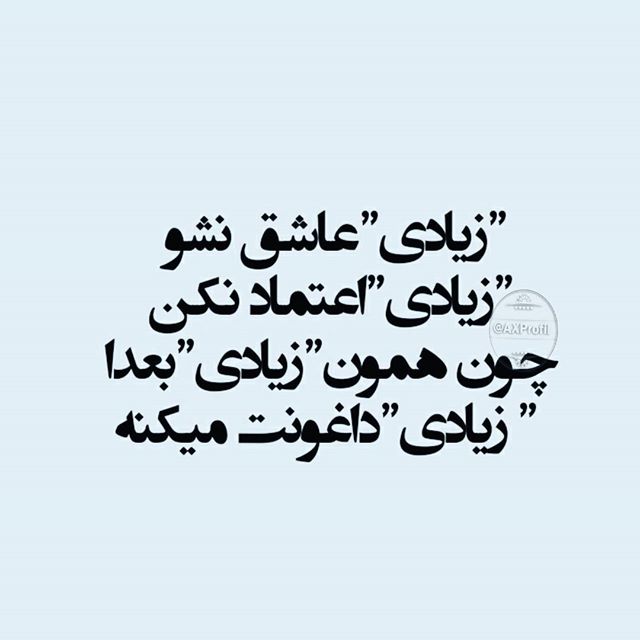 ”زیادی”عاشق نشو
”زیادی”اعتماد نکن
@AXProfil
چون همون”زیادی”بعدا
” زیادی”داغونت میکنه